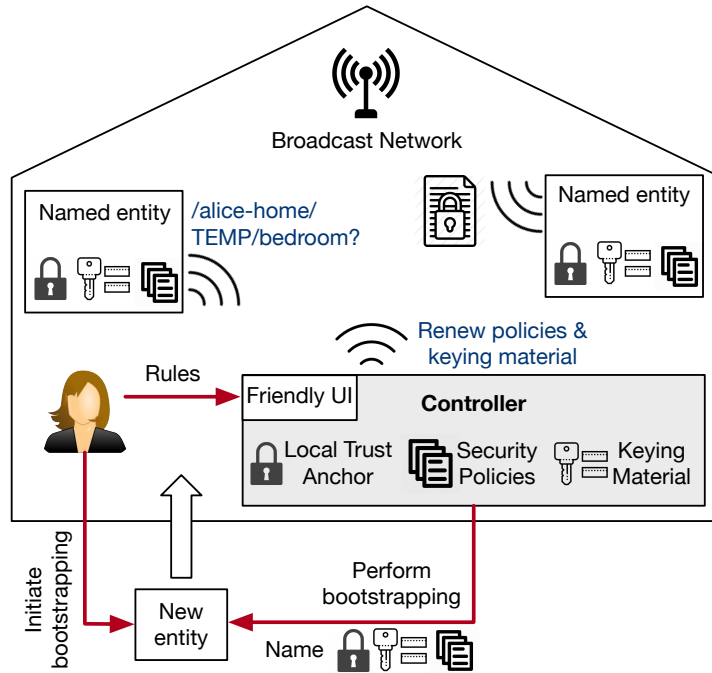 Broadcast Network
Named entity
/alice-home/
TEMP/bedroom?
Named entity
Renew policies &
keying material
Rules
Friendly UI
Controller
Local Trust
Anchor
Security
Policies
Keying
Material
Initiate
bootstrapping
New
entity
Perform
bootstrapping
Name